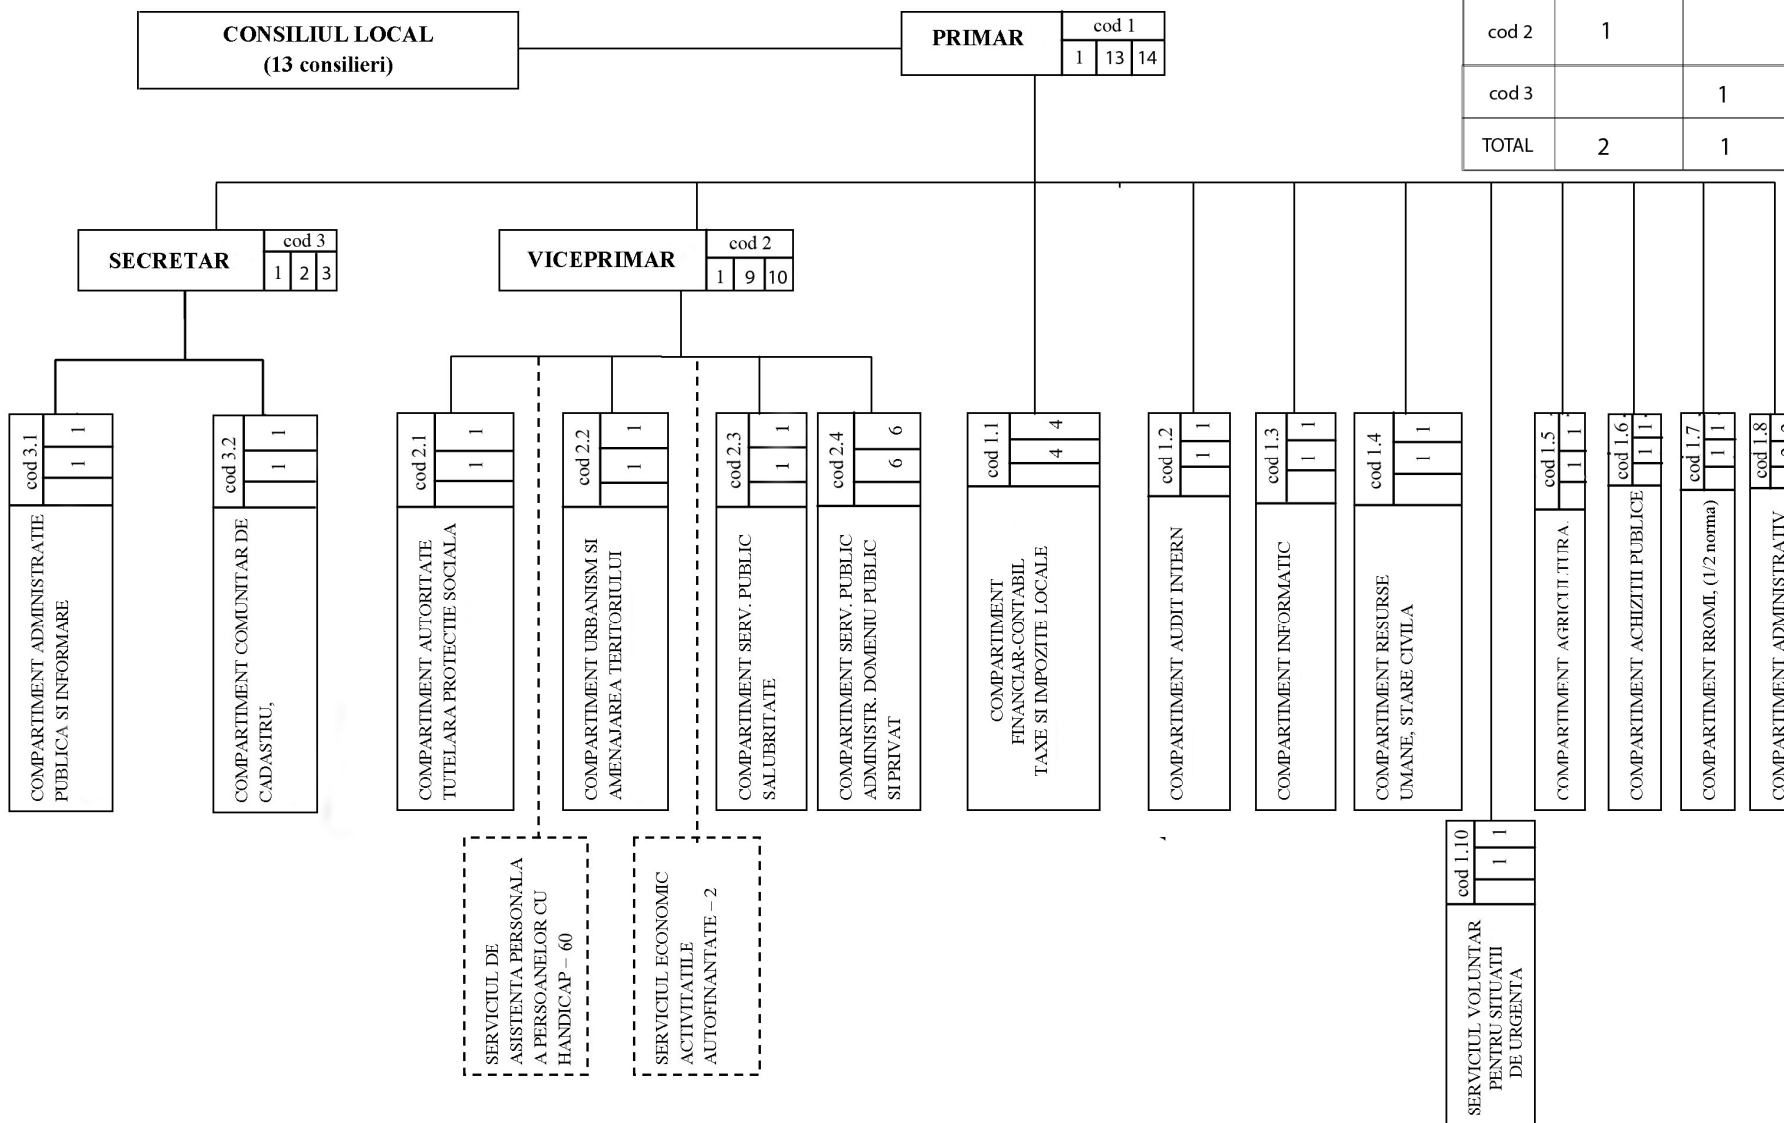 CONSILIUL LOCAL
(13 consilieri)
PRIMAR
cod 1
1 13 14
cod 2 1
cod 3 1
TOTAL 2 1
SECRETAR
cod 3
1 2 3
VICEPRIMAR
cod 2
1 9 10
cod 3.1
1
1
COMPARTIMENT ADMINISTRATIE
PUBLICA SI INFORMARE
cod 3.2
1
1
COMPARTIMENT COMUNITAR DE
CADASTRU,
cod 2.1
1
1
COMPARTIMENT AUTORITATE
TUTELARA PROTECTIE SOCIALA
cod 2.2
1
1
COMPARTIMENT URBANISM SI
AMENAJAREA TERITORIULUI
cod 2.3
1
1
COMPARTIMENT SERV. PUBLIC
SALUBRITATE
cod 2.4
6
6
COMPARTIMENT SERV. PUBLIC
ADMINISTR. DOMENIU PUBLIC
SI PRIVAT
cod 1.1
4
4
COMPARTIMENT
FINANCIAR-CONTABIL
TAXE SI IMPOZITE LOCALE
cod 1.2
1
1
COMPARTIMENT AUDIT INTERN
cod 1.3
1
1
COMPARTIMENT INFORMATIC
cod 1.4
1
1
COMPARTIMENT RESURSE
UMANE, STARE CIVILA
cod 1.5
1
1
COMPARTIMENT AGRICULTURA
cod 1.6
1
1
COMPARTIMENT ACHIZITII PUBLICE
cod 1.7
1
1
COMPARTIMENT RROMI, (1/2 norma)
cod 1.8
COMPARTIMENT ADMINISTRATIV
SERVICIUL DE
ASISTENTA PERSONALA
A PERSOANELOR CU
HANDICAP – 60
SERVICIUL ECONOMIC
ACTIVITATILE
AUTOFINANTATE – 2
cod 1.10
1
1
SERVICIUL VOLUNTAR
PENTRU SITUATII
DE URGENTA